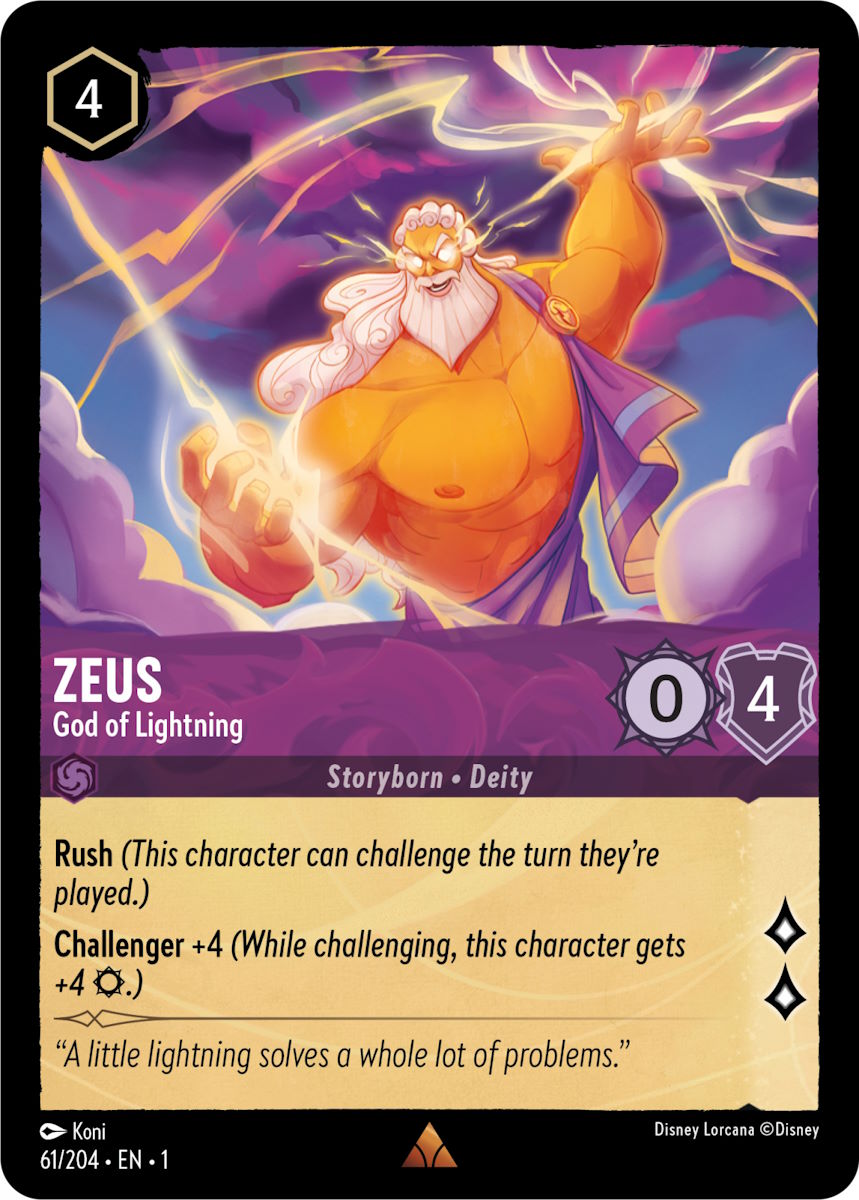 4
ZEUS
God of Lightning
0
4
Storyborn • Deity
Rush (This character can challenge the turn they’re
played.)
Challenger +4 (While challenging, this character gets
+4 .)
“A little lightning solves a whole lot of problems.”
Koni
Disney Lorcana ©Disney
61/204 • EN • 1